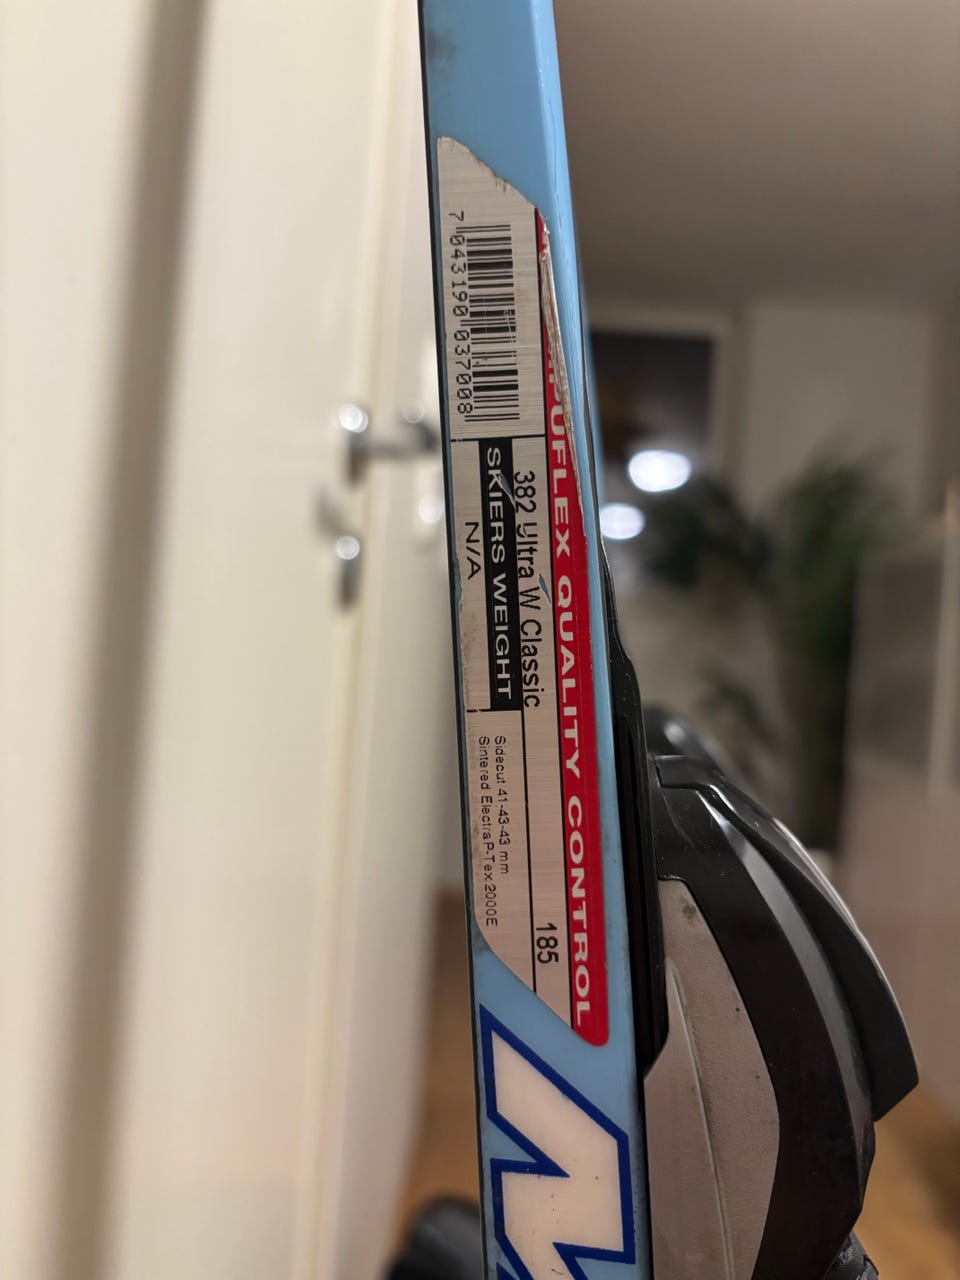 PUFLEX QUALITY CONTROL
7 043190 037008
382 Ultra W Classic
185
SKIERS WEIGHT
N/A
Sidecut 41-43-43 mm
Sintered Electra P-Tex 2000E